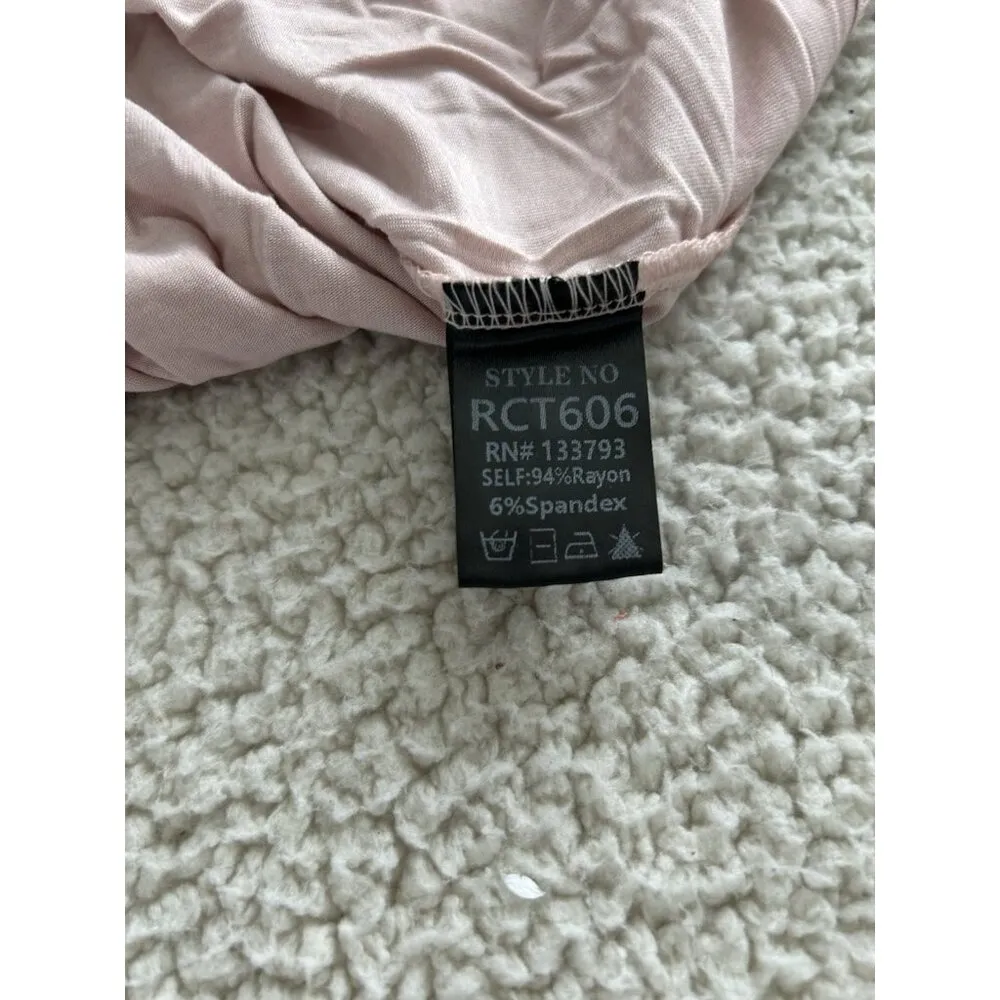 STYLE NO
RCT606
RN# 133793
SELF:94%Rayon
6%Spandex